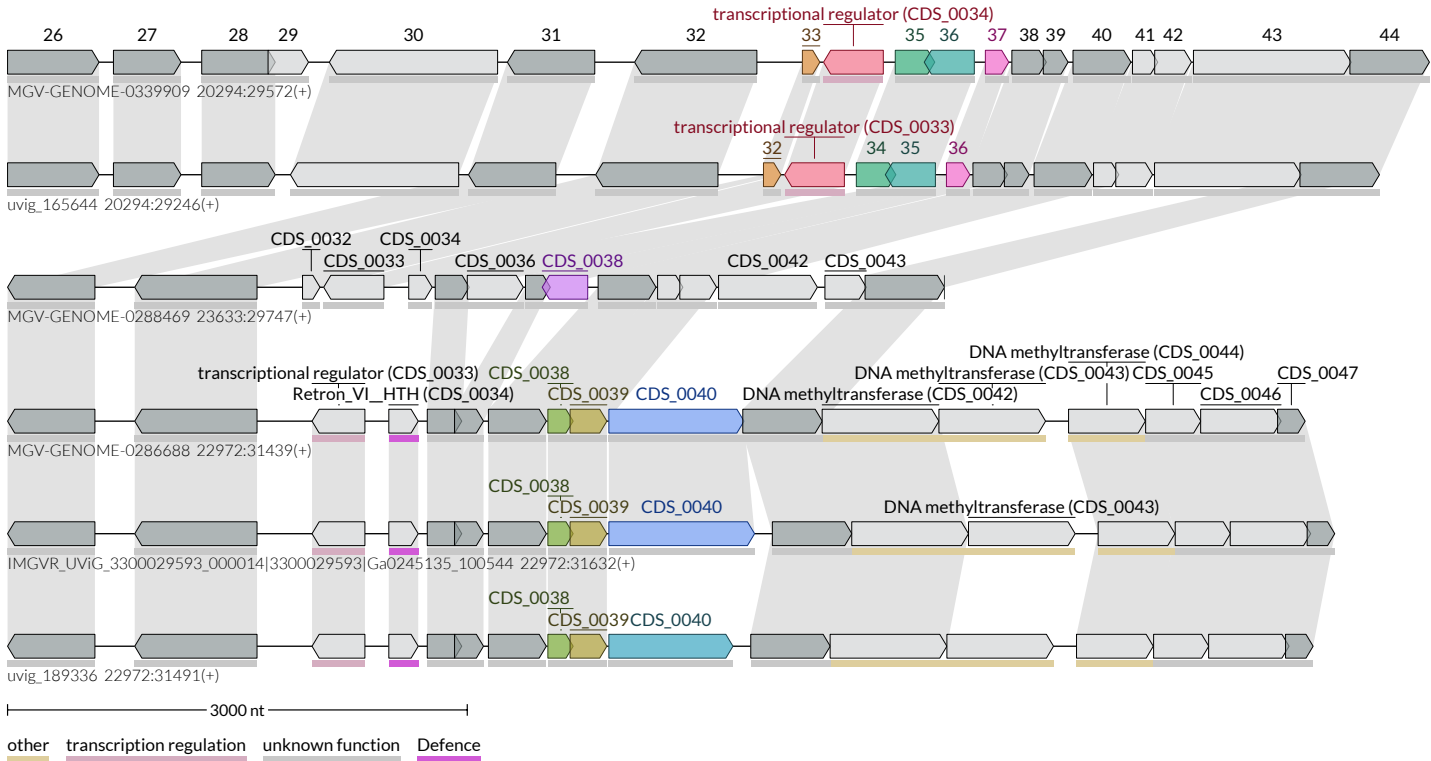 transcriptional regulator (CDS_0034)
26 27 28 29 30 31 32 33 35 36 37 38 39 40 41 42 43 44
MGV-GENOME-0339909 20294:29572(+)
transcriptional regulator (CDS_0033)
32 34 35 36
uvig_165644 20294:29246(+)
CDS_0032 CDS_0034
CDS_0033 CDS_0036 CDS_0038 CDS_0042 CDS_0043
MGV-GENOME-0288469 23633:29747(+)
DNA methyltransferase (CDS_0044)
transcriptional regulator (CDS_0033) CDS_0038 DNA methyltransferase (CDS_0043) CDS_0045 CDS_0047
Retron_VI__HTH (CDS_0034) CDS_0039 CDS_0040 DNA methyltransferase (CDS_0042) CDS_0046
MGV-GENOME-0286688 22972:31439(+)
CDS_0038
CDS_0039 CDS_0040 DNA methyltransferase (CDS_0043)
IMGVR_UViG_3300029593_000014|3300029593|Ga0245135_100544 22972:31632(+)
CDS_0038
CDS_0039 CDS_0040
uvig_189336 22972:31491(+)
3000 nt
other transcription regulation unknown function Defence